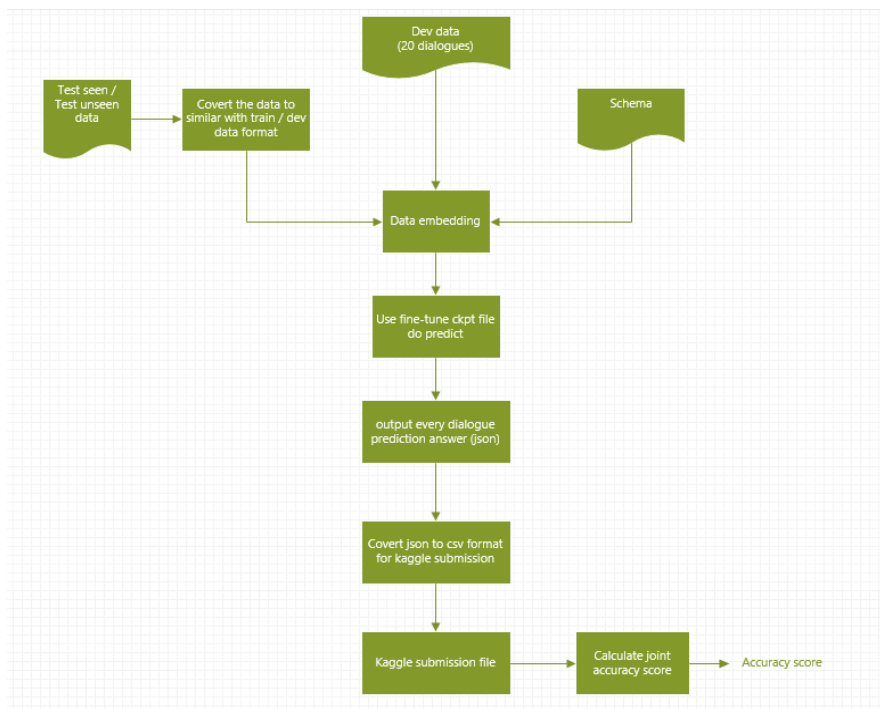 Dev data
(20 dialogues)
Test seen /
Test unseen
data
Covert the data to
similar with train / dev
data format
Schema
Data embedding
Use fine-tune ckpt file
do predict
output every dialogue
prediction answer (json)
Covert json to csv format
for kaggle submission
Kaggle submission file
Calculate joint
accuracy score
Accuracy score